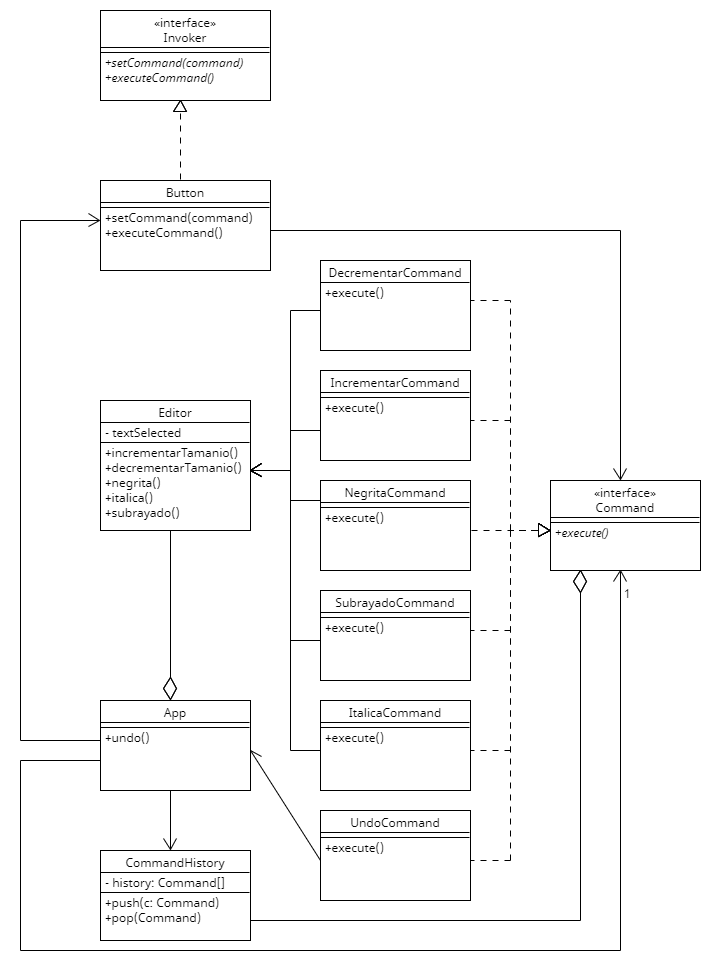 «interface»
Invoker
+setCommand(command)
+executeCommand()
Button
+setCommand(command)
+executeCommand()
DecrementarCommand
+execute()
IncrementarCommand
+execute()
Editor
- textSelected
+incrementarTamanio()
+decrementarTamanio()
+negrita()
+italica()
+subrayado()
NegritaCommand
+execute()
«interface»
Command
+execute()
1
SubrayadoCommand
+execute()
App
+undo()
ItalicaCommand
+execute()
UndoCommand
+execute()
CommandHistory
- history: Command[]
+push(c: Command)
+pop(Command)